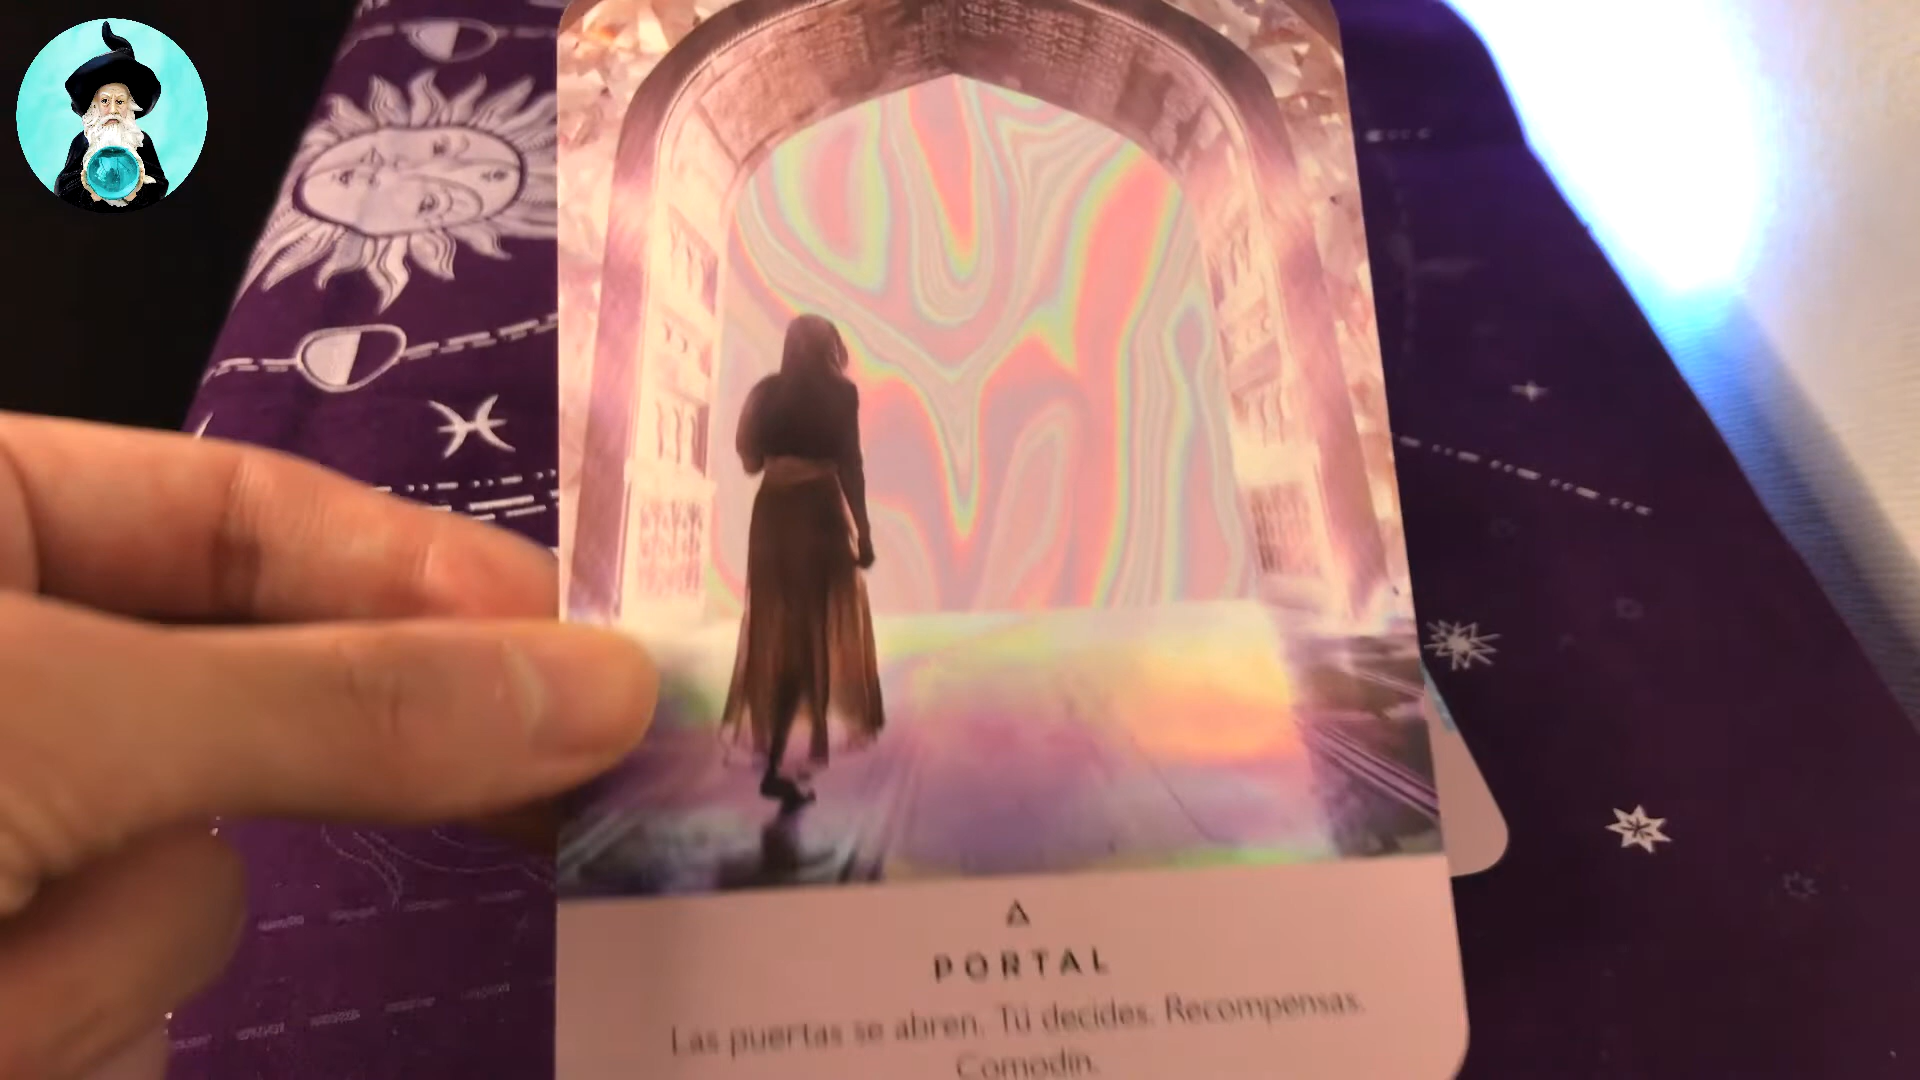 PORTAL
Las puertas se abren. Tú decides. Recompensas.
Comodín.